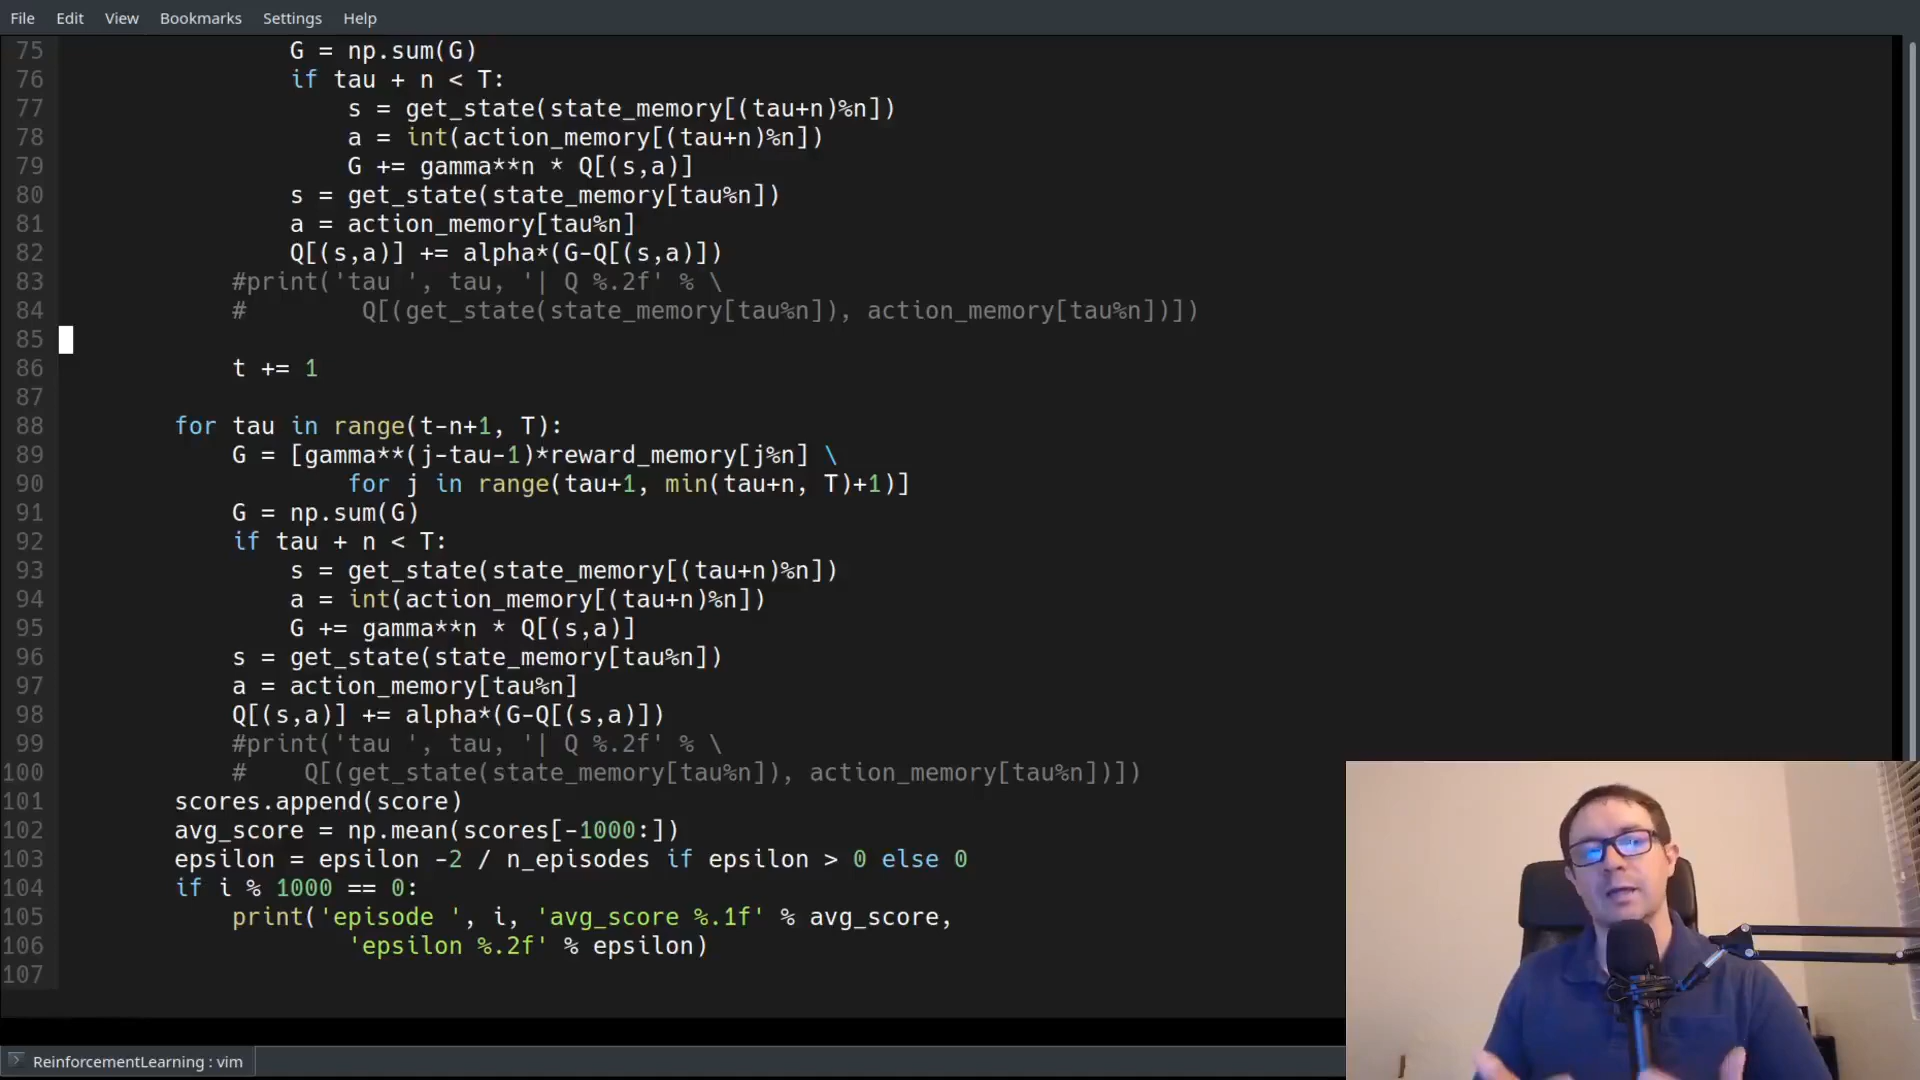 File Edit View Bookmarks Settings Help
75 G = np.sum(G)
76 if tau + n < T:
77 s = get_state(state_memory[(tau+n)%n])
78 a = int(action_memory[(tau+n)%n])
79 G += gamma**n * Q[(s,a)]
80 s = get_state(state_memory[tau%n])
81 a = action_memory[tau%n]
82 Q[(s,a)] += alpha*(G-Q[(s,a)])
83 #print('tau ', tau, '| Q %.2f' % \
84 # Q[(get_state(state_memory[tau%n]), action_memory[tau%n])])
85
86 t += 1
87
88 for tau in range(t-n+1, T):
89 G = [gamma**(j-tau-1)*reward_memory[j%n] \
90 for j in range(tau+1, min(tau+n, T)+1)]
91 G = np.sum(G)
92 if tau + n < T:
93 s = get_state(state_memory[(tau+n)%n])
94 a = int(action_memory[(tau+n)%n])
95 G += gamma**n * Q[(s,a)]
96 s = get_state(state_memory[tau%n])
97 a = action_memory[tau%n]
98 Q[(s,a)] += alpha*(G-Q[(s,a)])
99 #print('tau ', tau, '| Q %.2f' % \
100 # Q[(get_state(state_memory[tau%n]), action_memory[tau%n])])
101 scores.append(score)
102 avg_score = np.mean(scores[-1000:])
103 epsilon = epsilon -2 / n_episodes if epsilon > 0 else 0
104 if i % 1000 == 0:
105 print('episode ', i, 'avg_score %.1f' % avg_score,
106 'epsilon %.2f' % epsilon)
107
ReinforcementLearning : vim